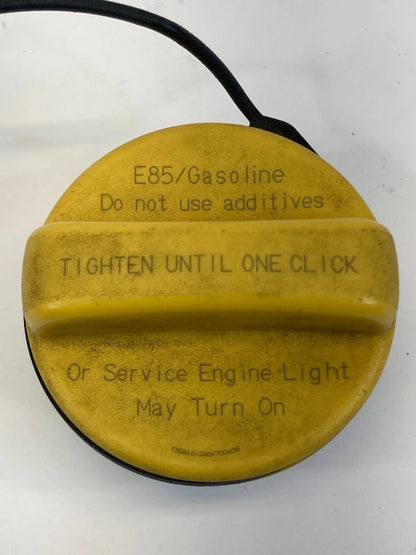 E85/Gasoline
Do not use additives
TIGHTEN UNTIL ONE CLICK
Or Service Engine Light
May Turn On